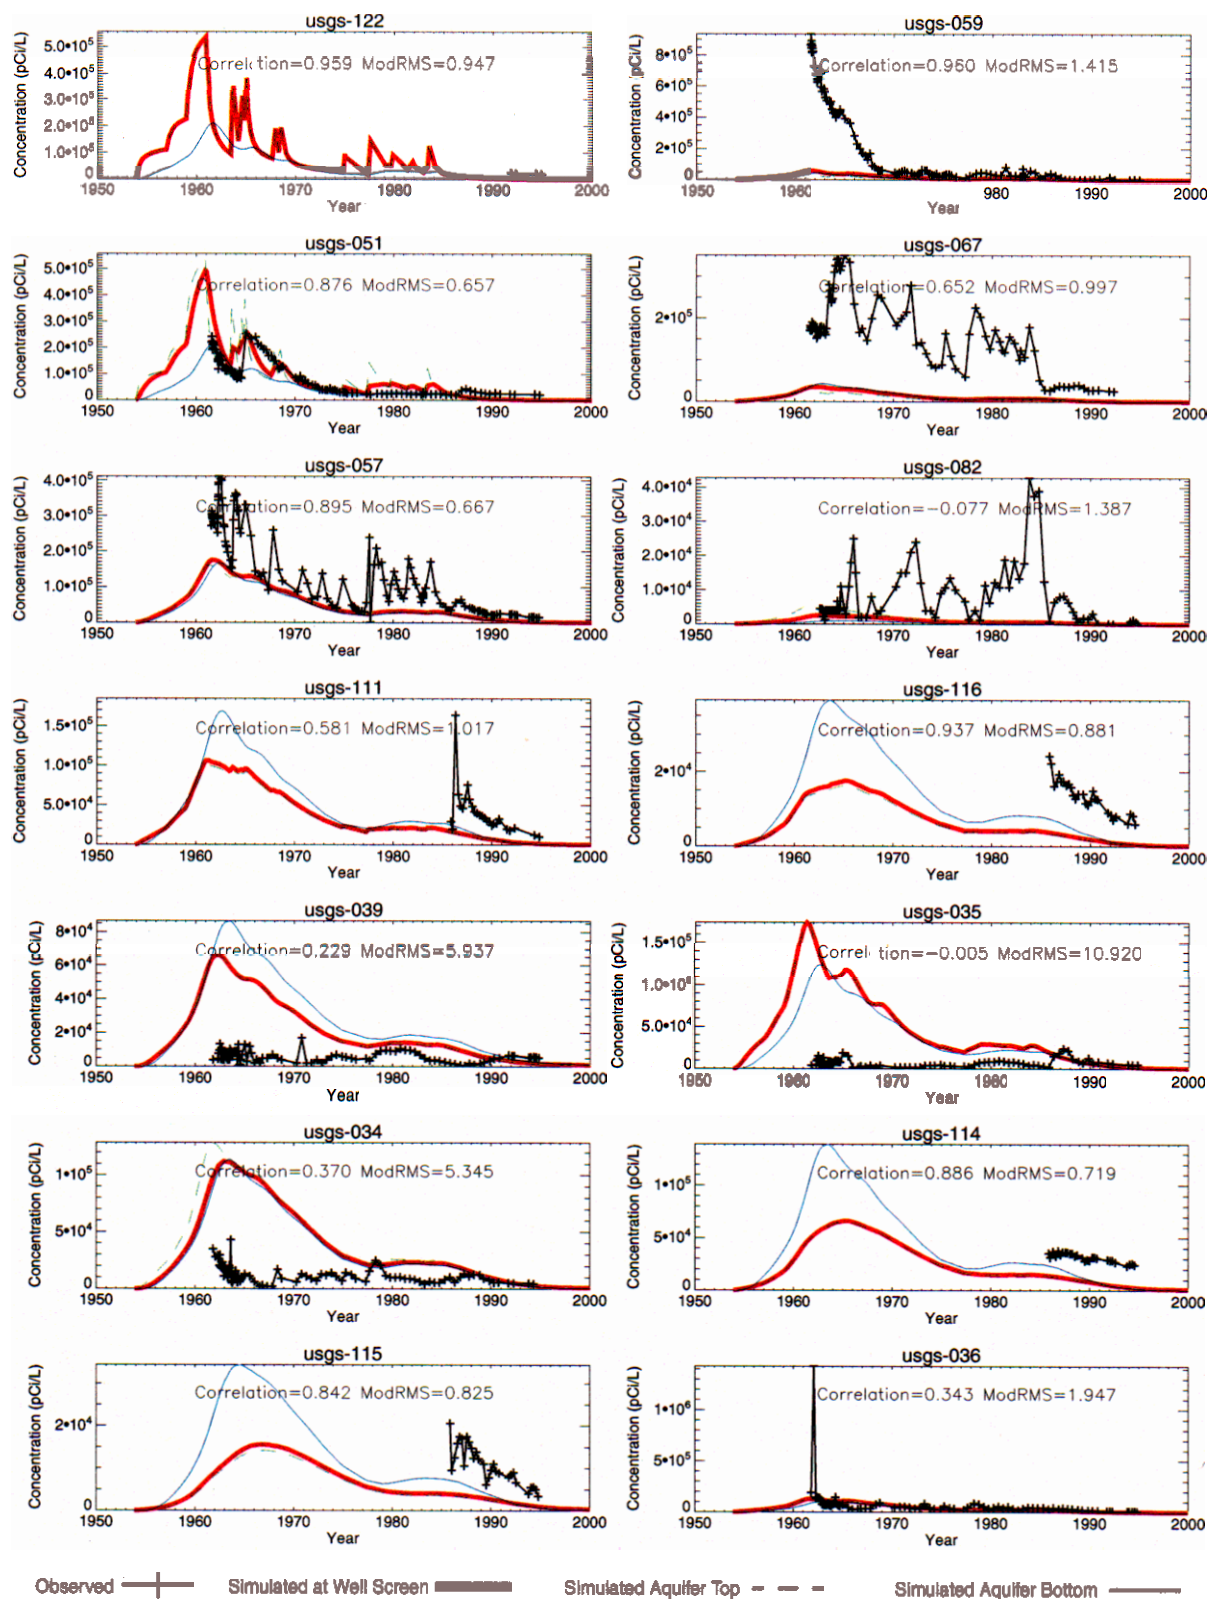 usgs-122
Concentration (pCi/L)
5.0•10⁵
4.0•10⁵
3.0•10⁵
2.0•10⁵
1.0•10⁵
0
Correlation=0.959 ModRMS=0.947
1950 1960 1970 1980 1990 2000
Year
usgs-059
Concentration (pCi/L)
8•10⁵
6•10⁵
4•10⁵
2•10⁵
0
Correlation=0.960 ModRMS=1.415
1950 1960 980 1990 2000
Year
usgs-051
Concentration (pCi/L)
5.0•10⁵
4.0•10⁵
3.0•10⁵
2.0•10⁵
1.0•10⁵
0
Correlation=0.876 ModRMS=0.657
1950 1960 1970 1980 1990 2000
Year
usgs-067
Concentration (pCi/L)
2•10⁵
0
Correlation=0.652 ModRMS=0.997
1950 1960 1970 1980 1990 2000
Year
usgs-057
Concentration (pCi/L)
4.0•10⁵
3.0•10⁵
2.0•10⁵
1.0•10⁵
0
Correlation=0.895 ModRMS=0.667
1950 1960 1970 1980 1990 2000
Year
usgs-082
Concentration (pCi/L)
4.0•10⁴
3.0•10⁴
2.0•10⁴
1.0•10⁴
0
Correlation=−0.077 ModRMS=1.387
1950 1960 1970 1980 1990 2000
Year
usgs-111
Concentration (pCi/L)
1.5•10⁵
1.0•10⁵
5.0•10⁴
0
Correlation=0.581 ModRMS=1.017
1950 1960 1970 1980 1990 2000
Year
usgs-116
Concentration (pCi/L)
2•10⁴
0
Correlation=0.937 ModRMS=0.881
1950 1960 1970 1980 1990 2000
Year
usgs-039
Concentration (pCi/L)
8•10⁴
6•10⁴
4•10⁴
2•10⁴
0
Correlation=0.229 ModRMS=5.937
1950 1960 1970 1980 1990 2000
Year
usgs-035
Concentration (pCi/L)
1.5•10⁵
1.0•10⁵
5.0•10⁴
0
Correl tion=−0.005 ModRMS=10.920
1950 1960 1970 1980 1990 2000
Year
usgs-034
Concentration (pCi/L)
1•10⁵
5•10⁴
0
Correlation=0.370 ModRMS=5.345
1950 1960 1970 1980 1990 2000
Year
usgs-114
Concentration (pCi/L)
1•10⁵
5•10⁴
0
Correlation=0.886 ModRMS=0.719
1950 1960 1970 1980 1990 2000
Year
usgs-115
Concentration (pCi/L)
2•10⁴
0
Correlation=0.842 ModRMS=0.825
1950 1960 1970 1980 1990 2000
Year
usgs-036
Concentration (pCi/L)
1•10⁶
5•10⁵
0
Correlation=0.343 ModRMS=1.947
1950 1960 1970 1980 1990 2000
Year
Observed Simulated at Well Screen Simulated Aquifer Top Simulated Aquifer Bottom